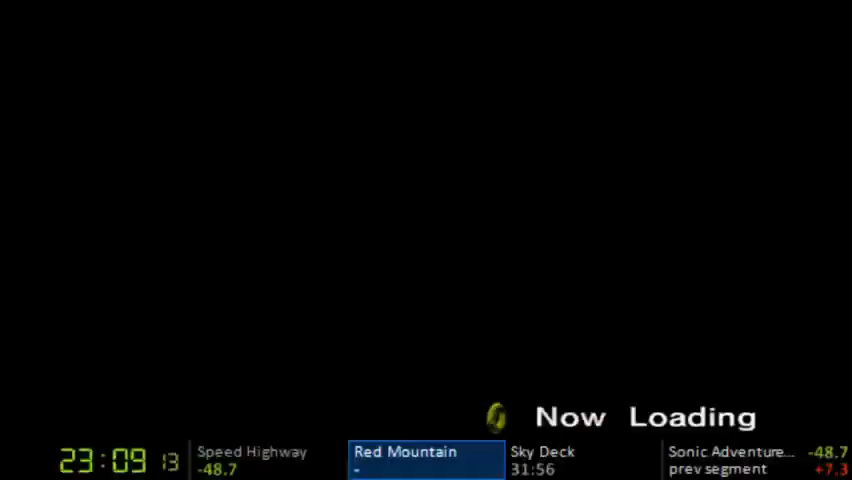 Now Loading
23:09 13
Speed Highway
-48.7
Red Mountain
-
Sky Deck
31:56
Sonic Adventure... -48.7
prev segment +7.3